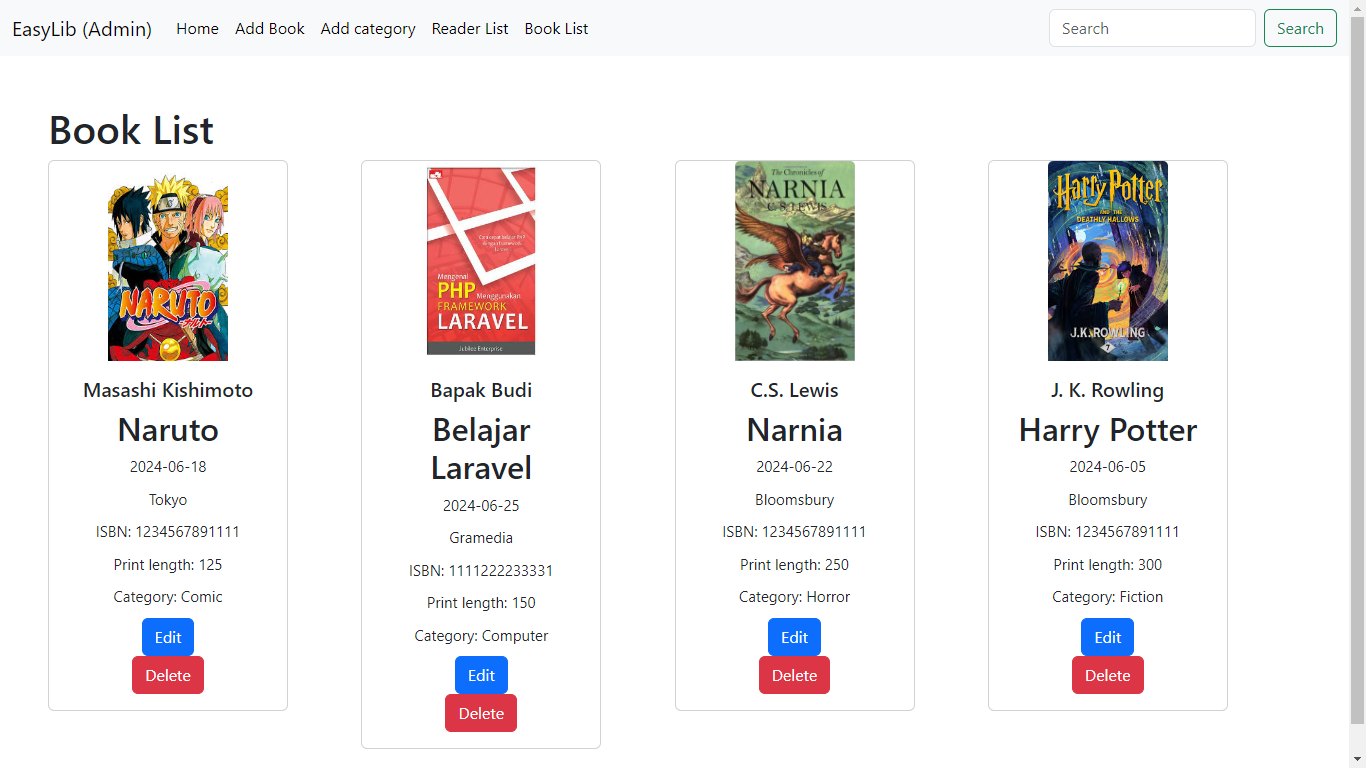 EasyLib (Admin) Home Add Book Add category Reader List Book List Search Search
Book List
NARUTO
Masashi Kishimoto
Naruto
2024-06-18
Tokyo
ISBN: 1234567891111
Print length: 125
Category: Comic
Edit
Delete
Mengenal
PHP Menggunakan
FRAMEWORK
LARAVEL
Jubilee Enterprise
Bapak Budi
Belajar
Laravel
2024-06-25
Gramedia
ISBN: 1111222233331
Print length: 150
Category: Computer
Edit
Delete
The Chronicles of
NARNIA
C.S. LEWIS
C.S. Lewis
Narnia
2024-06-22
Bloomsbury
ISBN: 1234567891111
Print length: 250
Category: Horror
Edit
Delete
Harry Potter
AND THE
DEATHLY HALLOWS
J.K. ROWLING
7
J. K. Rowling
Harry Potter
2024-06-05
Bloomsbury
ISBN: 1234567891111
Print length: 300
Category: Fiction
Edit
Delete